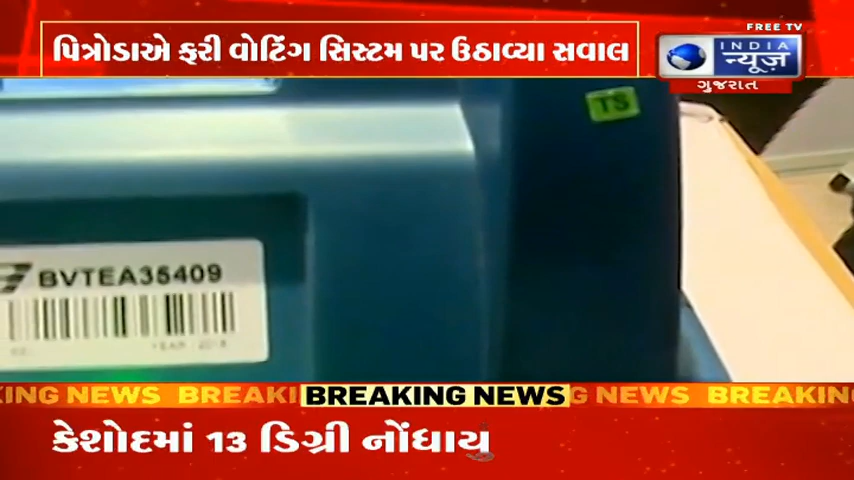 FREE TV
પિત્રોડાએ ફરી વોટિંગ સિસ્ટમ પર ઉઠાવ્યા સવાલ
INDIA
न्यूज़
ગુજરાત
TS
BVTEA35409
YEAR 2018
KING NEWS BREAKI BREAKING NEWS G NEWS BREAKING
કેશોદમાં 13 ડિગ્રી નોંધાયુ